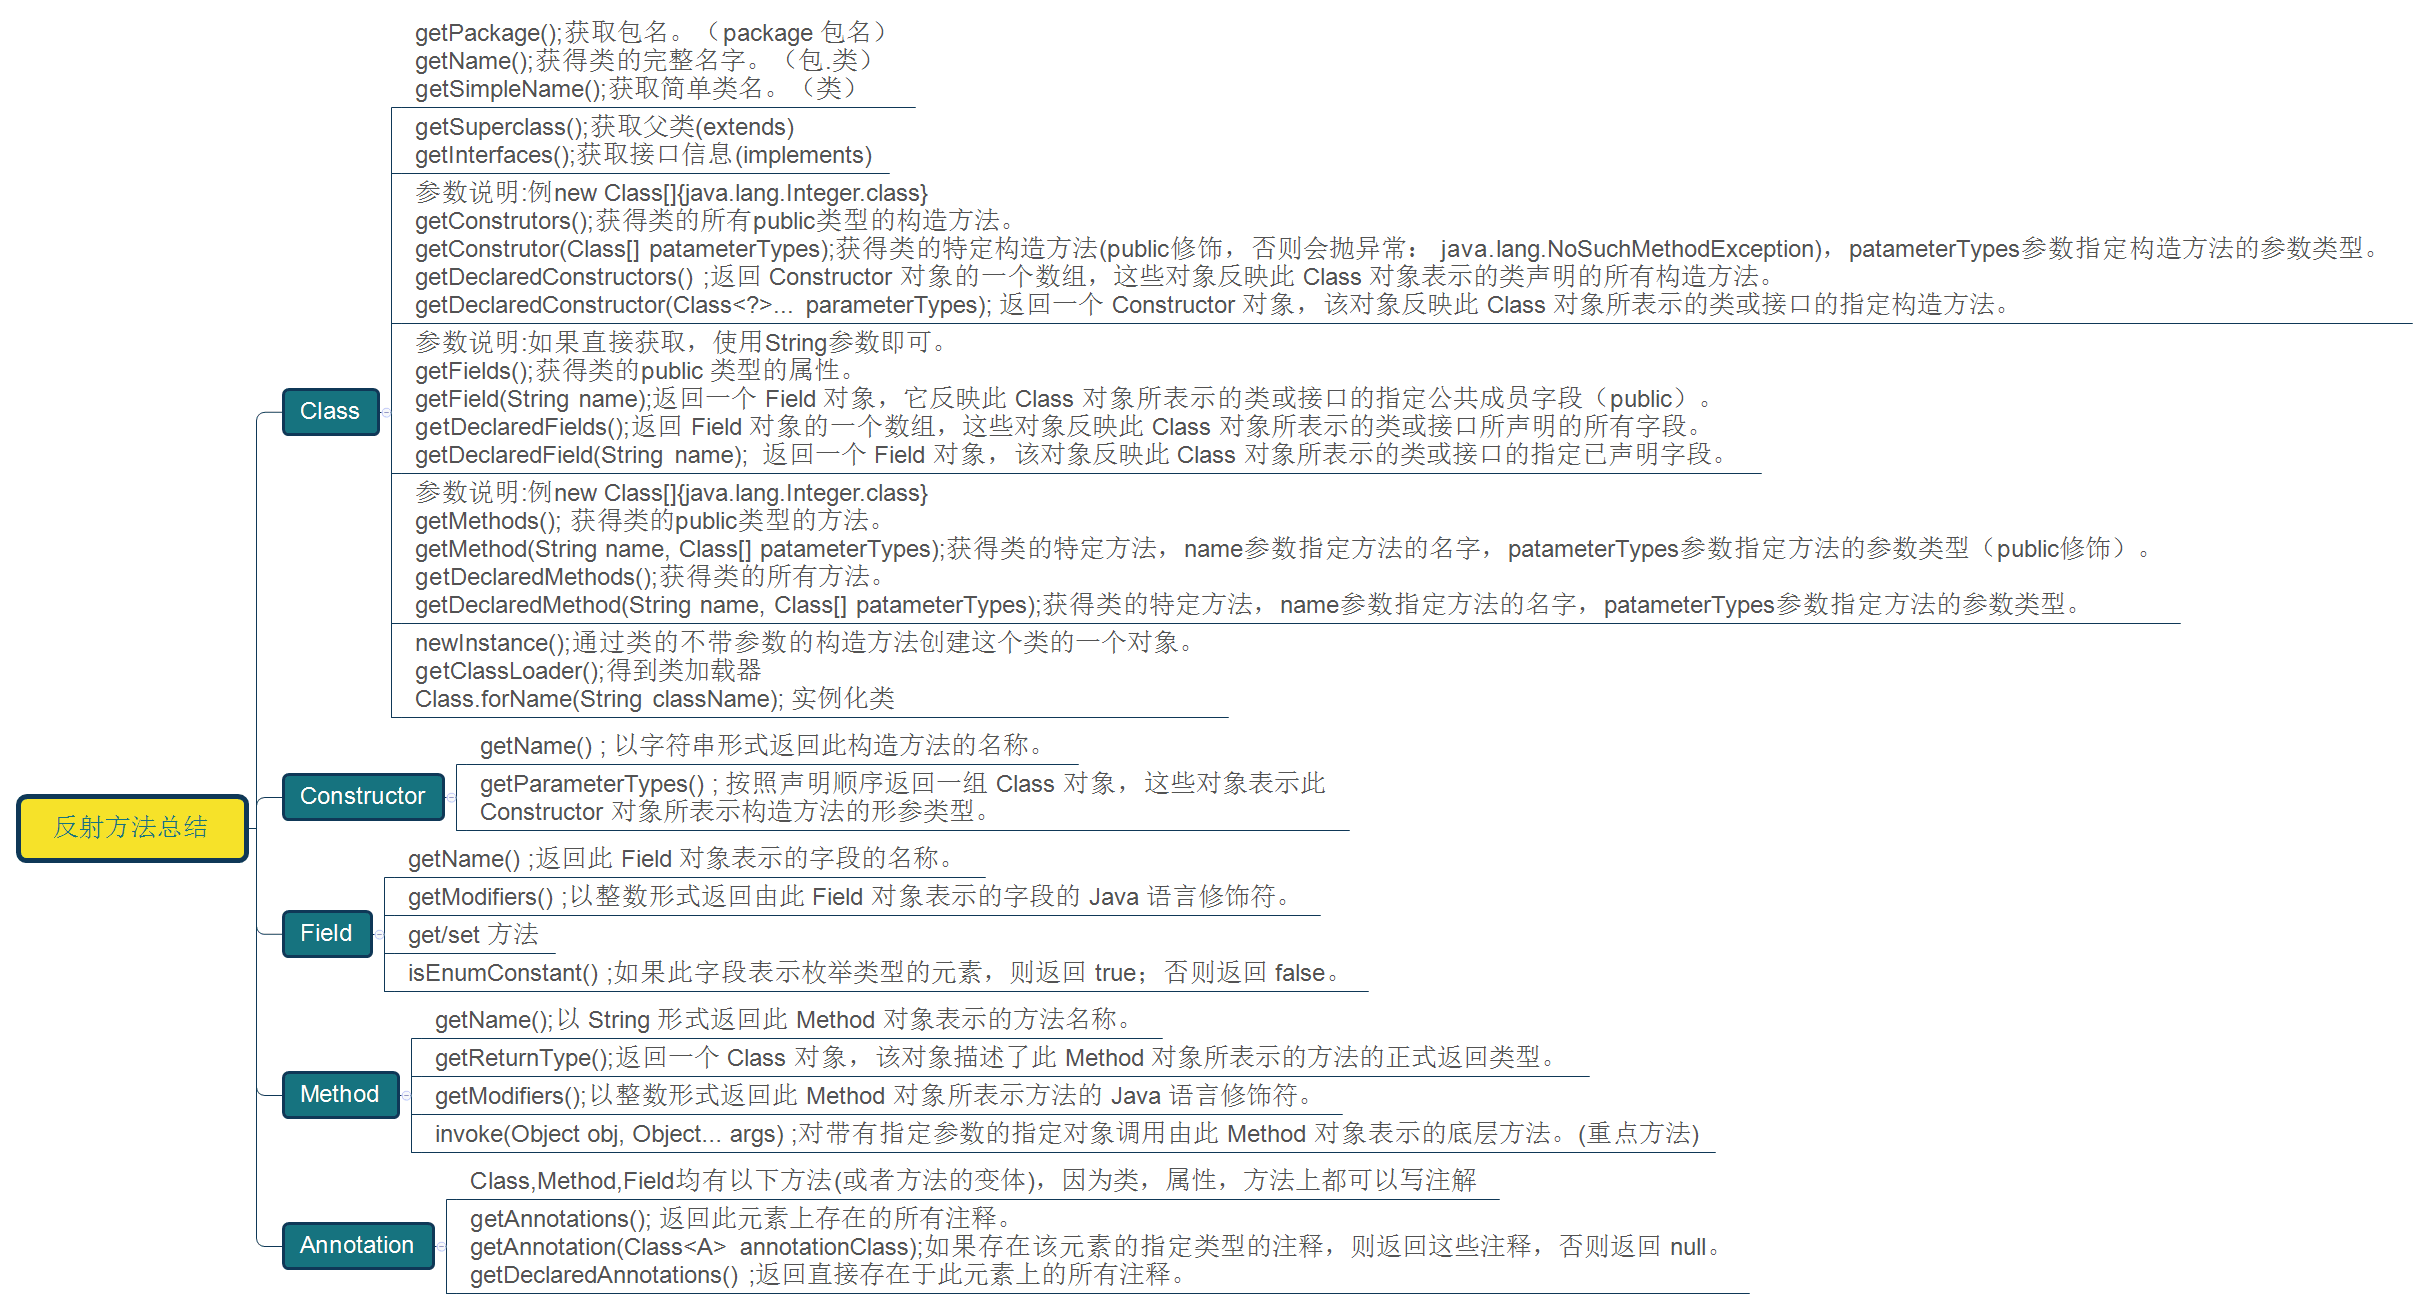 getPackage();获取包名。（package 包名）
getName();获得类的完整名字。（包.类）
getSimpleName();获取简单类名。（类）
getSuperclass();获取父类(extends)
getInterfaces();获取接口信息(implements)
参数说明:例new Class[]{java.lang.Integer.class}
getConstrutors();获得类的所有public类型的构造方法。
getConstrutor(Class[] patameterTypes);获得类的特定构造方法(public修饰，否则会抛异常： java.lang.NoSuchMethodException)，patameterTypes参数指定构造方法的参数类型。
getDeclaredConstructors() ;返回 Constructor 对象的一个数组，这些对象反映此 Class 对象表示的类声明的所有构造方法。
getDeclaredConstructor(Class<?>... parameterTypes); 返回一个 Constructor 对象，该对象反映此 Class 对象所表示的类或接口的指定构造方法。
参数说明:如果直接获取，使用String参数即可。
getFields();获得类的public 类型的属性。
getField(String name);返回一个 Field 对象，它反映此 Class 对象所表示的类或接口的指定公共成员字段（public）。
getDeclaredFields();返回 Field 对象的一个数组，这些对象反映此 Class 对象所表示的类或接口所声明的所有字段。
getDeclaredField(String name); 返回一个 Field 对象，该对象反映此 Class 对象所表示的类或接口的指定已声明字段。
Class
参数说明:例new Class[]{java.lang.Integer.class}
getMethods(); 获得类的public类型的方法。
getMethod(String name, Class[] patameterTypes);获得类的特定方法，name参数指定方法的名字，patameterTypes参数指定方法的参数类型（public修饰）。
getDeclaredMethods();获得类的所有方法。
getDeclaredMethod(String name, Class[] patameterTypes);获得类的特定方法，name参数指定方法的名字，patameterTypes参数指定方法的参数类型。
newInstance();通过类的不带参数的构造方法创建这个类的一个对象。
getClassLoader();得到类加载器
Class.forName(String className); 实例化类
getName() ; 以字符串形式返回此构造方法的名称。
Constructor
getParameterTypes() ; 按照声明顺序返回一组 Class 对象，这些对象表示此
Constructor 对象所表示构造方法的形参类型。
反射方法总结
getName() ;返回此 Field 对象表示的字段的名称。
getModifiers() ;以整数形式返回由此 Field 对象表示的字段的 Java 语言修饰符。
Field
get/set 方法
isEnumConstant() ;如果此字段表示枚举类型的元素，则返回 true；否则返回 false。
getName();以 String 形式返回此 Method 对象表示的方法名称。
getReturnType();返回一个 Class 对象，该对象描述了此 Method 对象所表示的方法的正式返回类型。
Method
getModifiers();以整数形式返回此 Method 对象所表示方法的 Java 语言修饰符。
invoke(Object obj, Object... args) ;对带有指定参数的指定对象调用由此 Method 对象表示的底层方法。(重点方法)
Class,Method,Field均有以下方法(或者方法的变体)，因为类，属性，方法上都可以写注解
Annotation
getAnnotations(); 返回此元素上存在的所有注释。
getAnnotation(Class<A> annotationClass);如果存在该元素的指定类型的注释，则返回这些注释，否则返回 null。
getDeclaredAnnotations() ;返回直接存在于此元素上的所有注释。